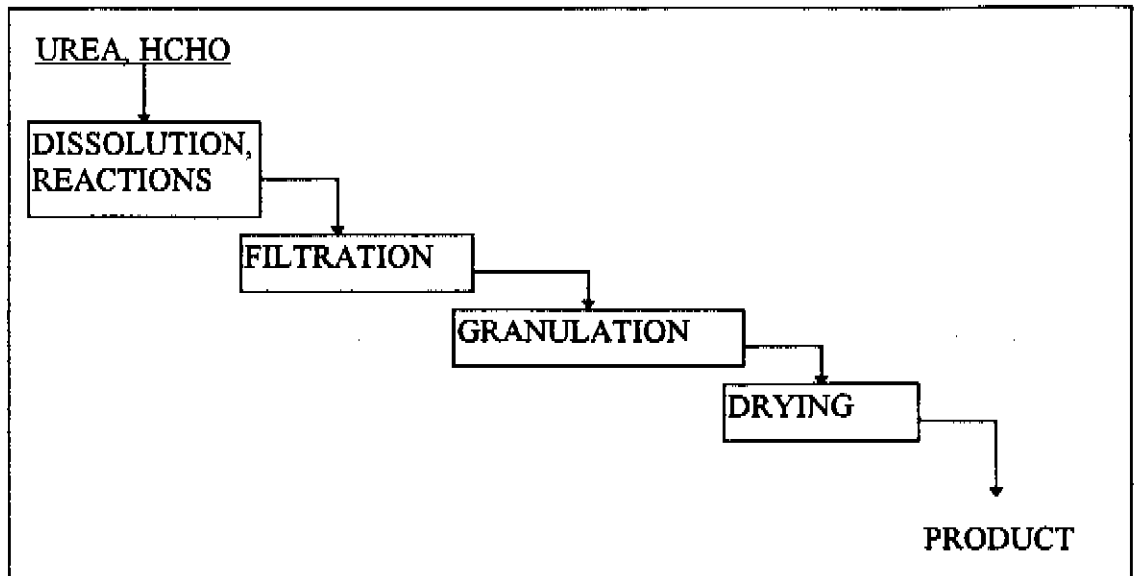 UREA, HCHO
DISSOLUTION,
REACTIONS
FILTRATION
GRANULATION
DRYING
PRODUCT